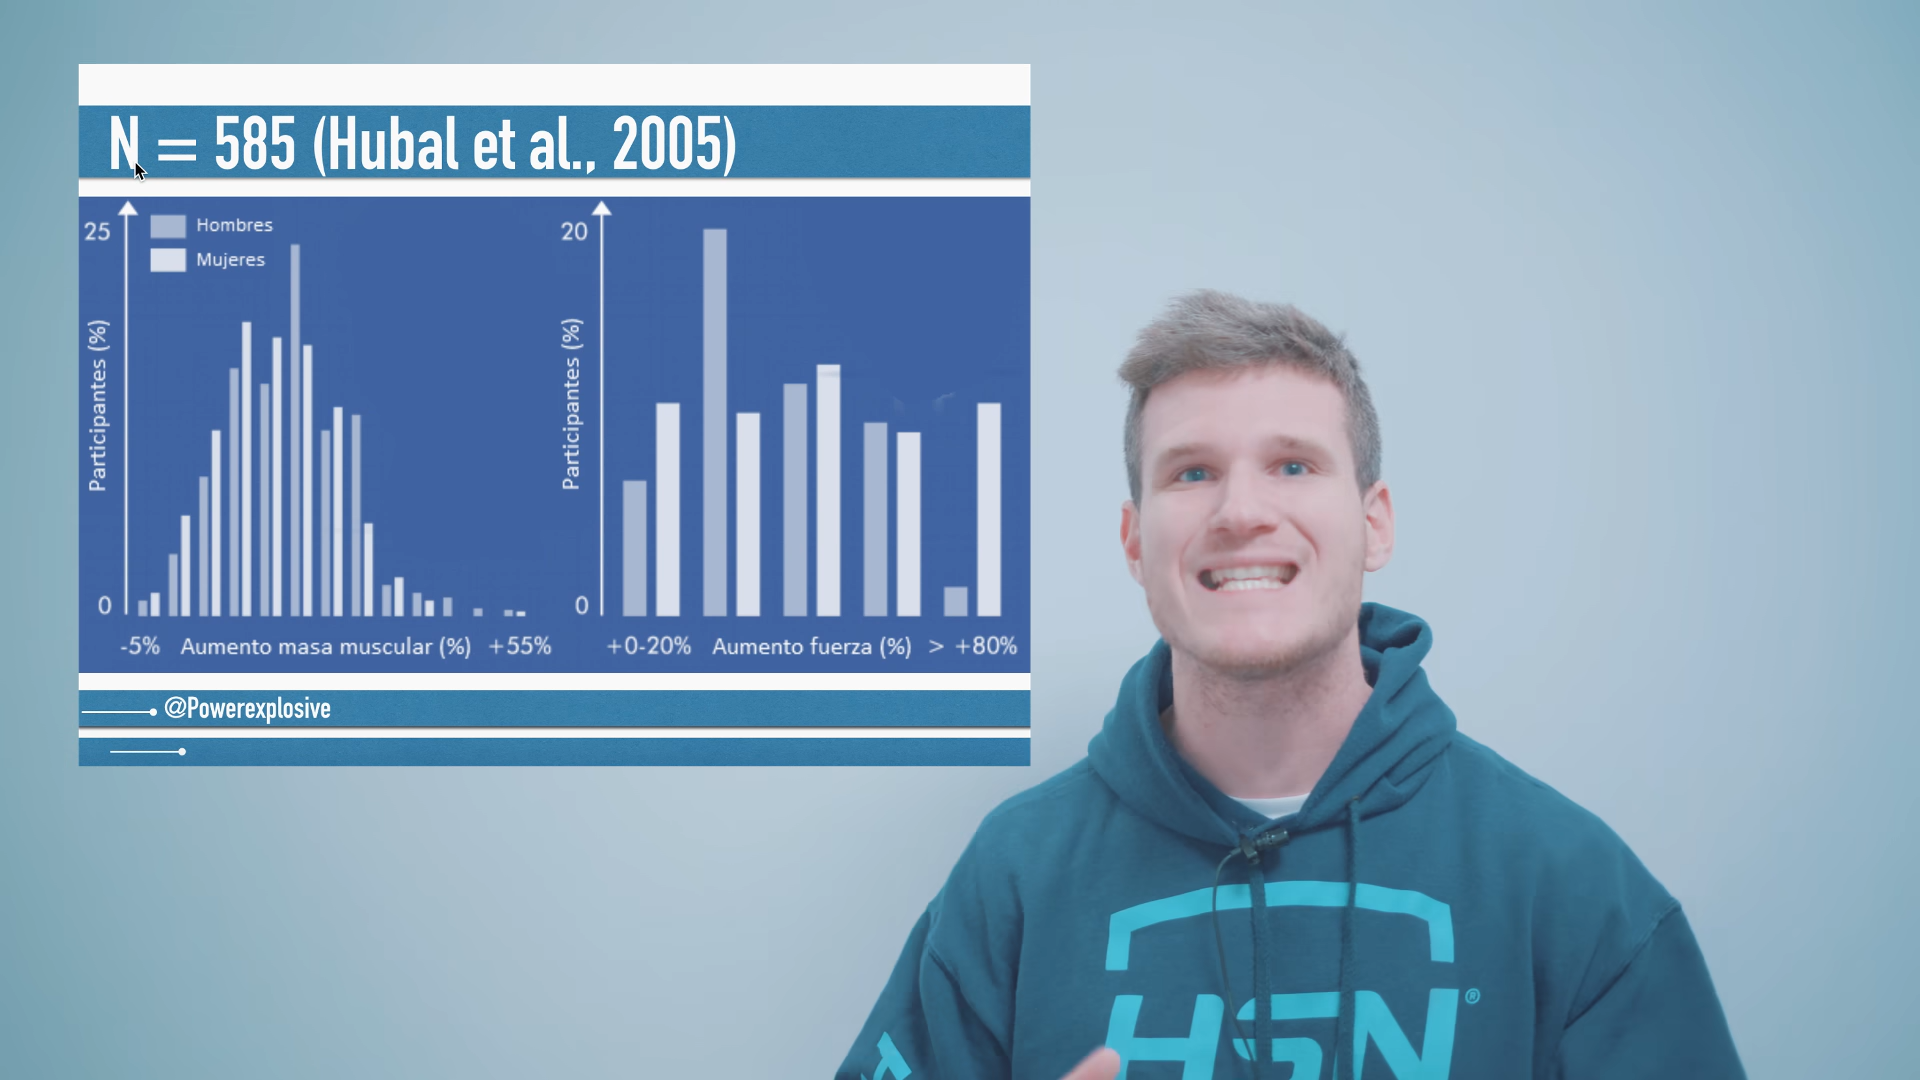 N = 585 (Hubal et al., 2005)
25
Hombres
Mujeres
Participantes (%)
0
-5% Aumento masa muscular (%) +55%
20
Participantes (%)
0
+0-20% Aumento fuerza (%) > +80%
@Powerexplosive
HSN®